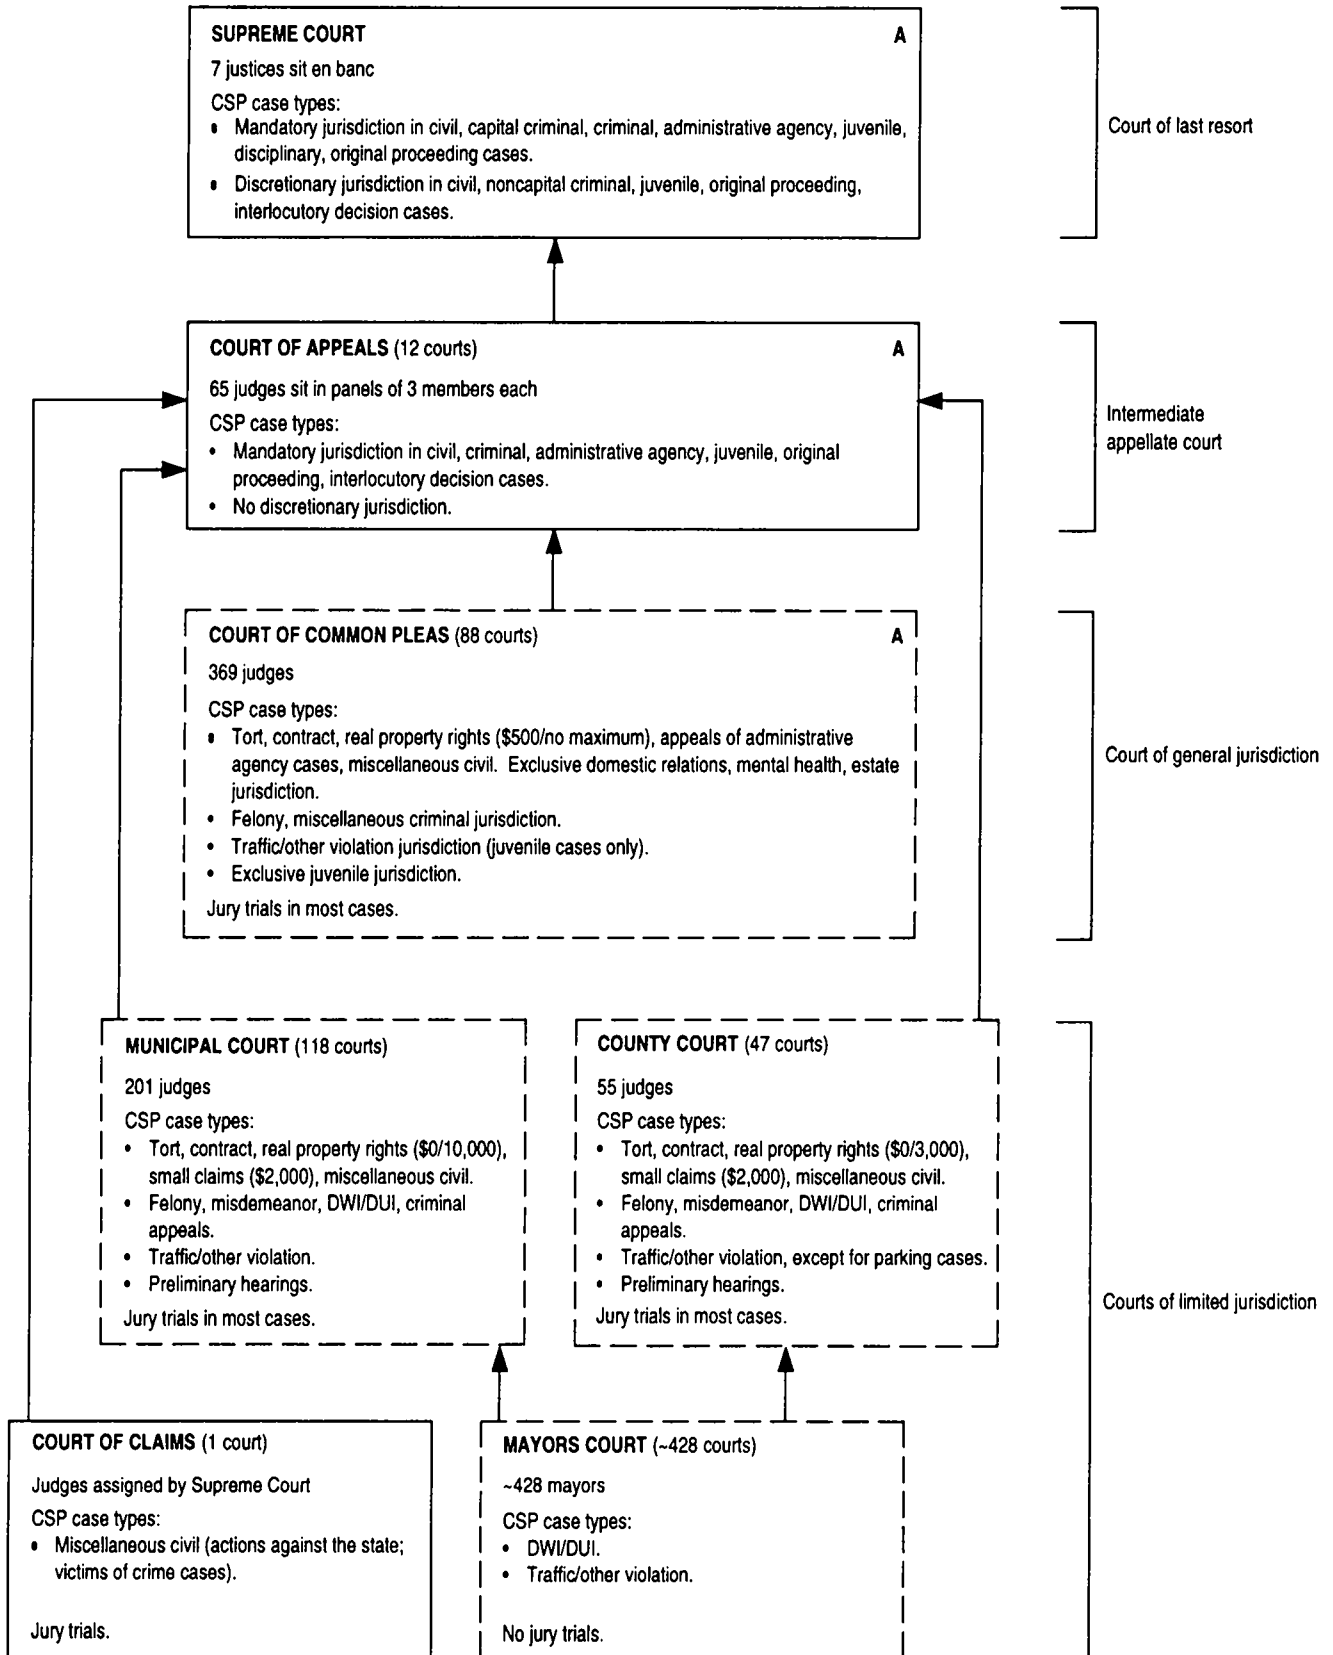 SUPREME COURT A
7 justices sit en banc
CSP case types:
• Mandatory jurisdiction in civil, capital criminal, criminal, administrative agency, juvenile,
disciplinary, original proceeding cases.
• Discretionary jurisdiction in civil, noncapital criminal, juvenile, original proceeding,
interlocutory decision cases.
Court of last resort
COURT OF APPEALS (12 courts) A
65 judges sit in panels of 3 members each
CSP case types:
• Mandatory jurisdiction in civil, criminal, administrative agency, juvenile, original
proceeding, interlocutory decision cases.
• No discretionary jurisdiction.
Intermediate
appellate court
COURT OF COMMON PLEAS (88 courts) A
369 judges
CSP case types:
• Tort, contract, real property rights ($500/no maximum), appeals of administrative
agency cases, miscellaneous civil. Exclusive domestic relations, mental health, estate
jurisdiction.
• Felony, miscellaneous criminal jurisdiction.
• Traffic/other violation jurisdiction (juvenile cases only).
• Exclusive juvenile jurisdiction.
Jury trials in most cases.
Court of general jurisdiction
MUNICIPAL COURT (118 courts)
201 judges
CSP case types:
• Tort, contract, real property rights ($0/10,000),
small claims ($2,000), miscellaneous civil.
• Felony, misdemeanor, DWI/DUI, criminal
appeals.
• Traffic/other violation.
• Preliminary hearings.
Jury trials in most cases.
COUNTY COURT (47 courts)
55 judges
CSP case types:
• Tort, contract, real property rights ($0/3,000),
small claims ($2,000), miscellaneous civil.
• Felony, misdemeanor, DWI/DUI, criminal
appeals.
• Traffic/other violation, except for parking cases.
• Preliminary hearings.
Jury trials in most cases.
Courts of limited jurisdiction
COURT OF CLAIMS (1 court)
Judges assigned by Supreme Court
CSP case types:
• Miscellaneous civil (actions against the state;
victims of crime cases).
Jury trials.
MAYORS COURT (~428 courts)
~428 mayors
CSP case types:
• DWI/DUI.
• Traffic/other violation.
No jury trials.